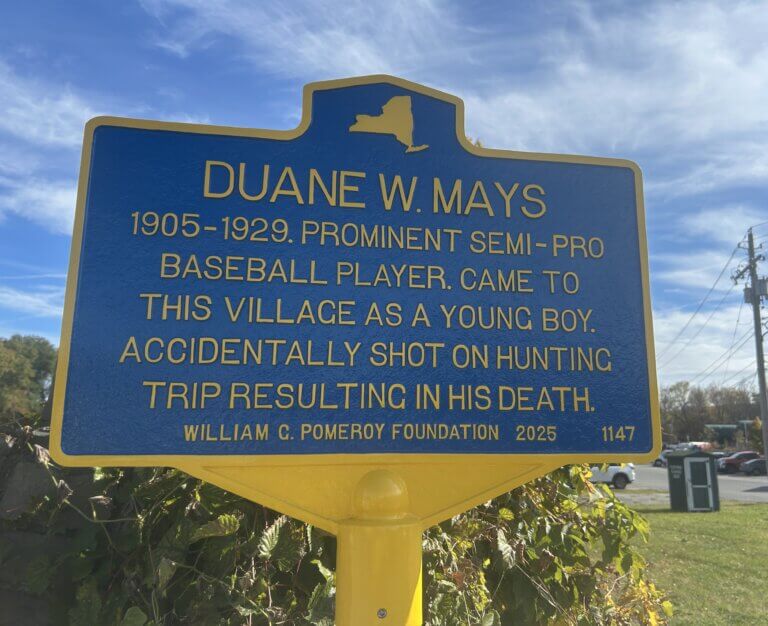 DUANE W. MAYS
1905-1929. PROMINENT SEMI-PRO
BASEBALL PLAYER. CAME TO
THIS VILLAGE AS A YOUNG BOY.
ACCIDENTALLY SHOT ON HUNTING
TRIP RESULTING IN HIS DEATH.
WILLIAM G. POMEROY FOUNDATION 2025 1147